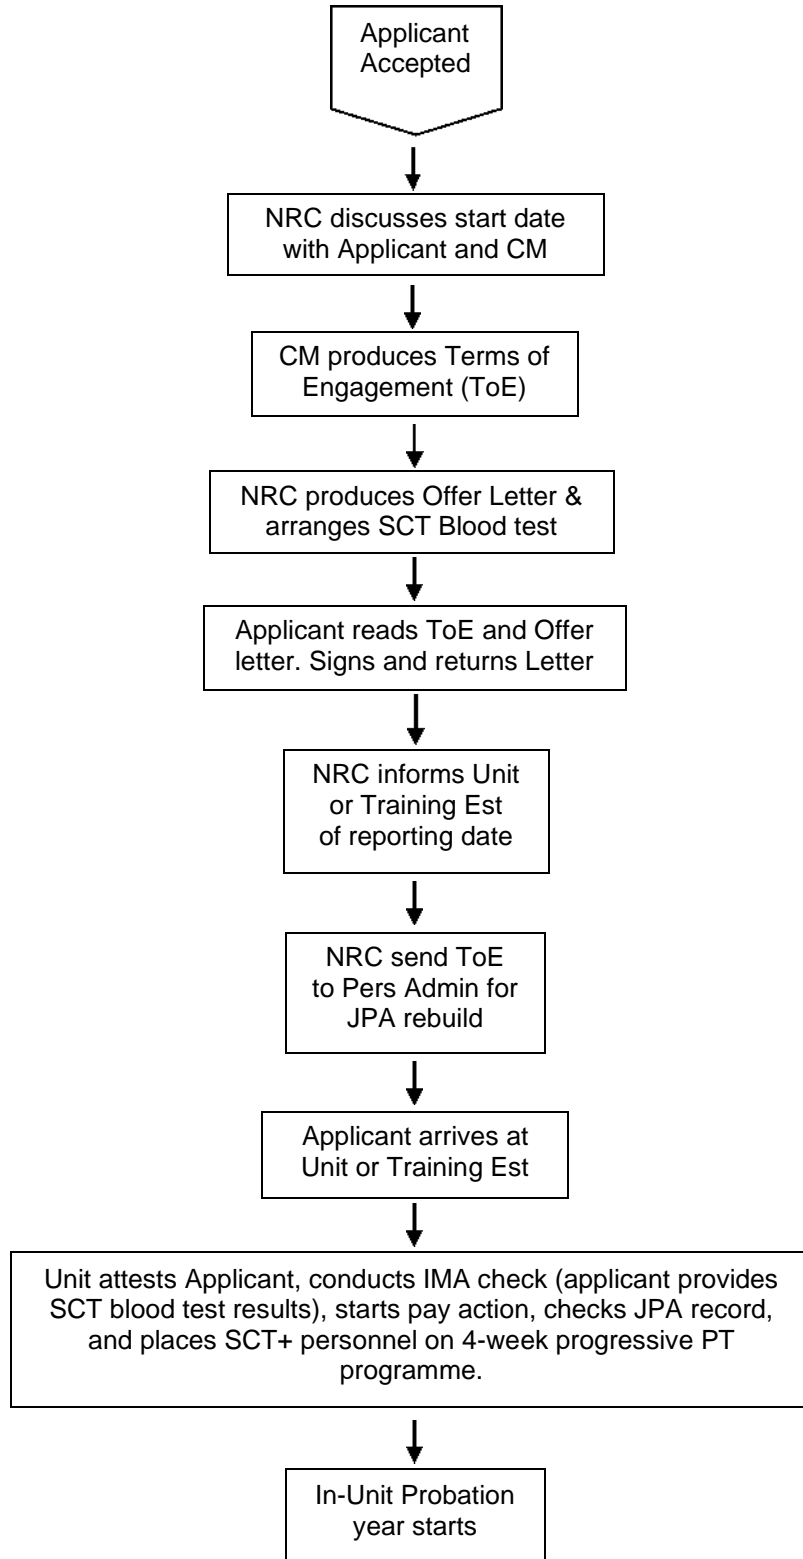 Applicant
Accepted
NRC discusses start date
with Applicant and CM
CM produces Terms of
Engagement (ToE)
NRC produces Offer Letter &
arranges SCT Blood test
Applicant reads ToE and Offer
letter. Signs and returns Letter
NRC informs Unit
or Training Est
of reporting date
NRC send ToE
to Pers Admin for
JPA rebuild
Applicant arrives at
Unit or Training Est
Unit attests Applicant, conducts IMA check (applicant provides
SCT blood test results), starts pay action, checks JPA record,
and places SCT+ personnel on 4-week progressive PT
programme.
In-Unit Probation
year starts